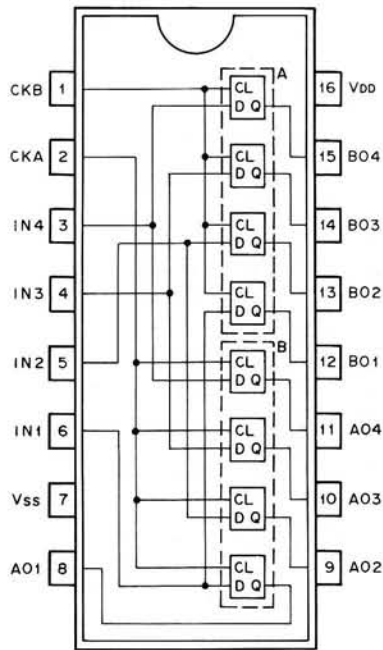 A
CKB 1 CL D Q 16 VDD
CKA 2 CL D Q 15 BO4
IN4 3 CL D Q 14 BO3
IN3 4 CL D Q 13 BO2
B
IN2 5 CL D Q 12 BO1
IN1 6 CL D Q 11 AO4
Vss 7 CL D Q 10 AO3
AO1 8 CL D Q 9 AO2